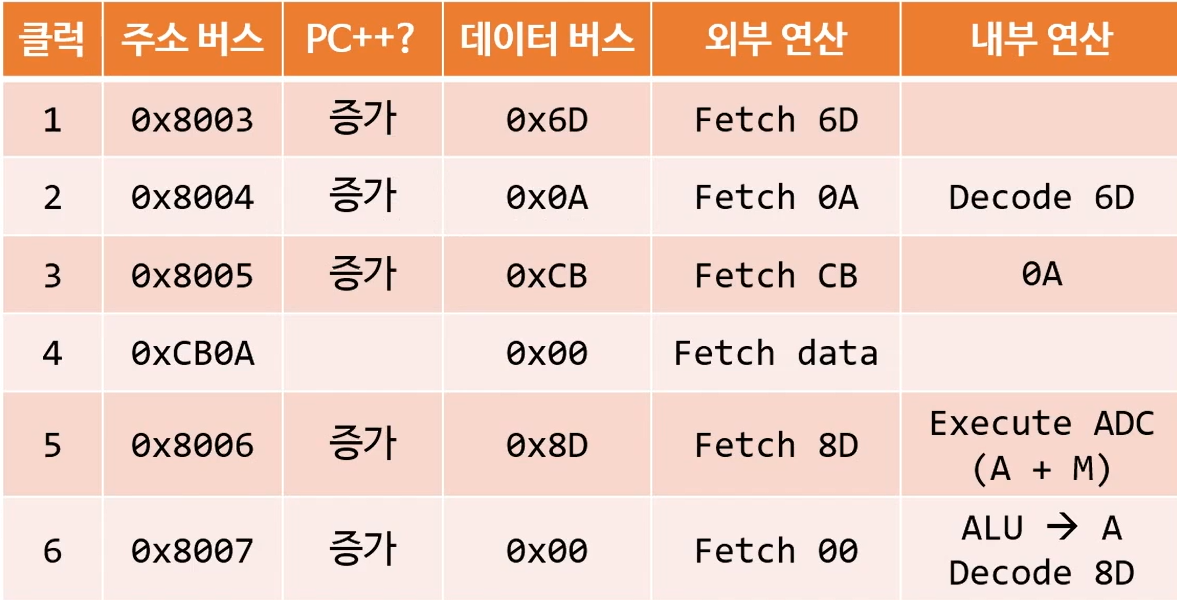 클럭 주소 버스 PC++? 데이터 버스 외부 연산 내부 연산
1 0x8003 증가 0x6D Fetch 6D
2 0x8004 증가 0x0A Fetch 0A Decode 6D
3 0x8005 증가 0xCB Fetch CB 0A
4 0xCB0A 0x00 Fetch data
5 0x8006 증가 0x8D Fetch 8D Execute ADC
(A + M)
6 0x8007 증가 0x00 Fetch 00 ALU → A
Decode 8D